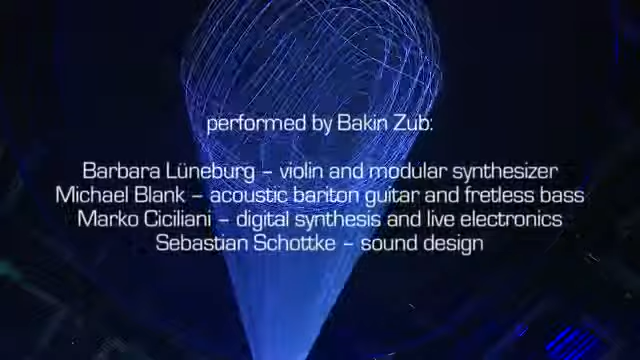 performed by Bakin Zub:
Barbara Lüneburg – violin and modular synthesizer
Michael Blank – acoustic bariton guitar and fretless bass
Marko Ciciliani – digital synthesis and live electronics
Sebastian Schottke – sound design